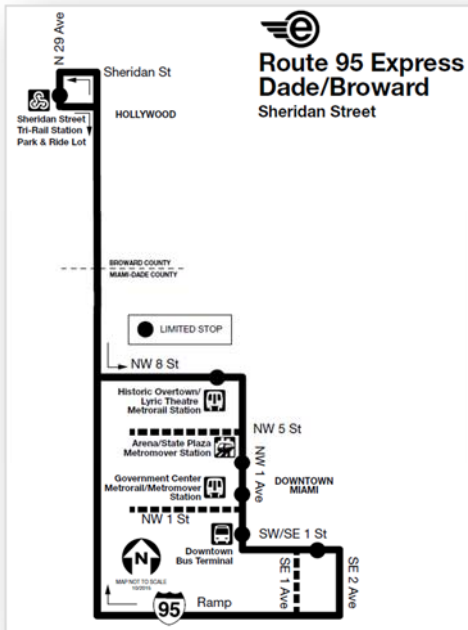 Route 95 Express
Dade/Broward
Sheridan Street
N 29 Ave
Sheridan St
HOLLYWOOD
Sheridan Street
Tri-Rail Station
Park & Ride Lot
BROWARD COUNTY
MIAMI-DADE COUNTY
LIMITED STOP
NW 8 St
Historic Overtown/
Lyric Theatre
Metrorail Station
NW 5 St
Arena/State Plaza
Metromover Station
NW 1 Ave
DOWNTOWN
MIAMI
Government Center
Metrorail/Metromover
Station
NW 1 St
Downtown
Bus Terminal
SW/SE 1 St
SE 1 Ave
SE 2 Ave
N
MAP NOT TO SCALE
95
Ramp